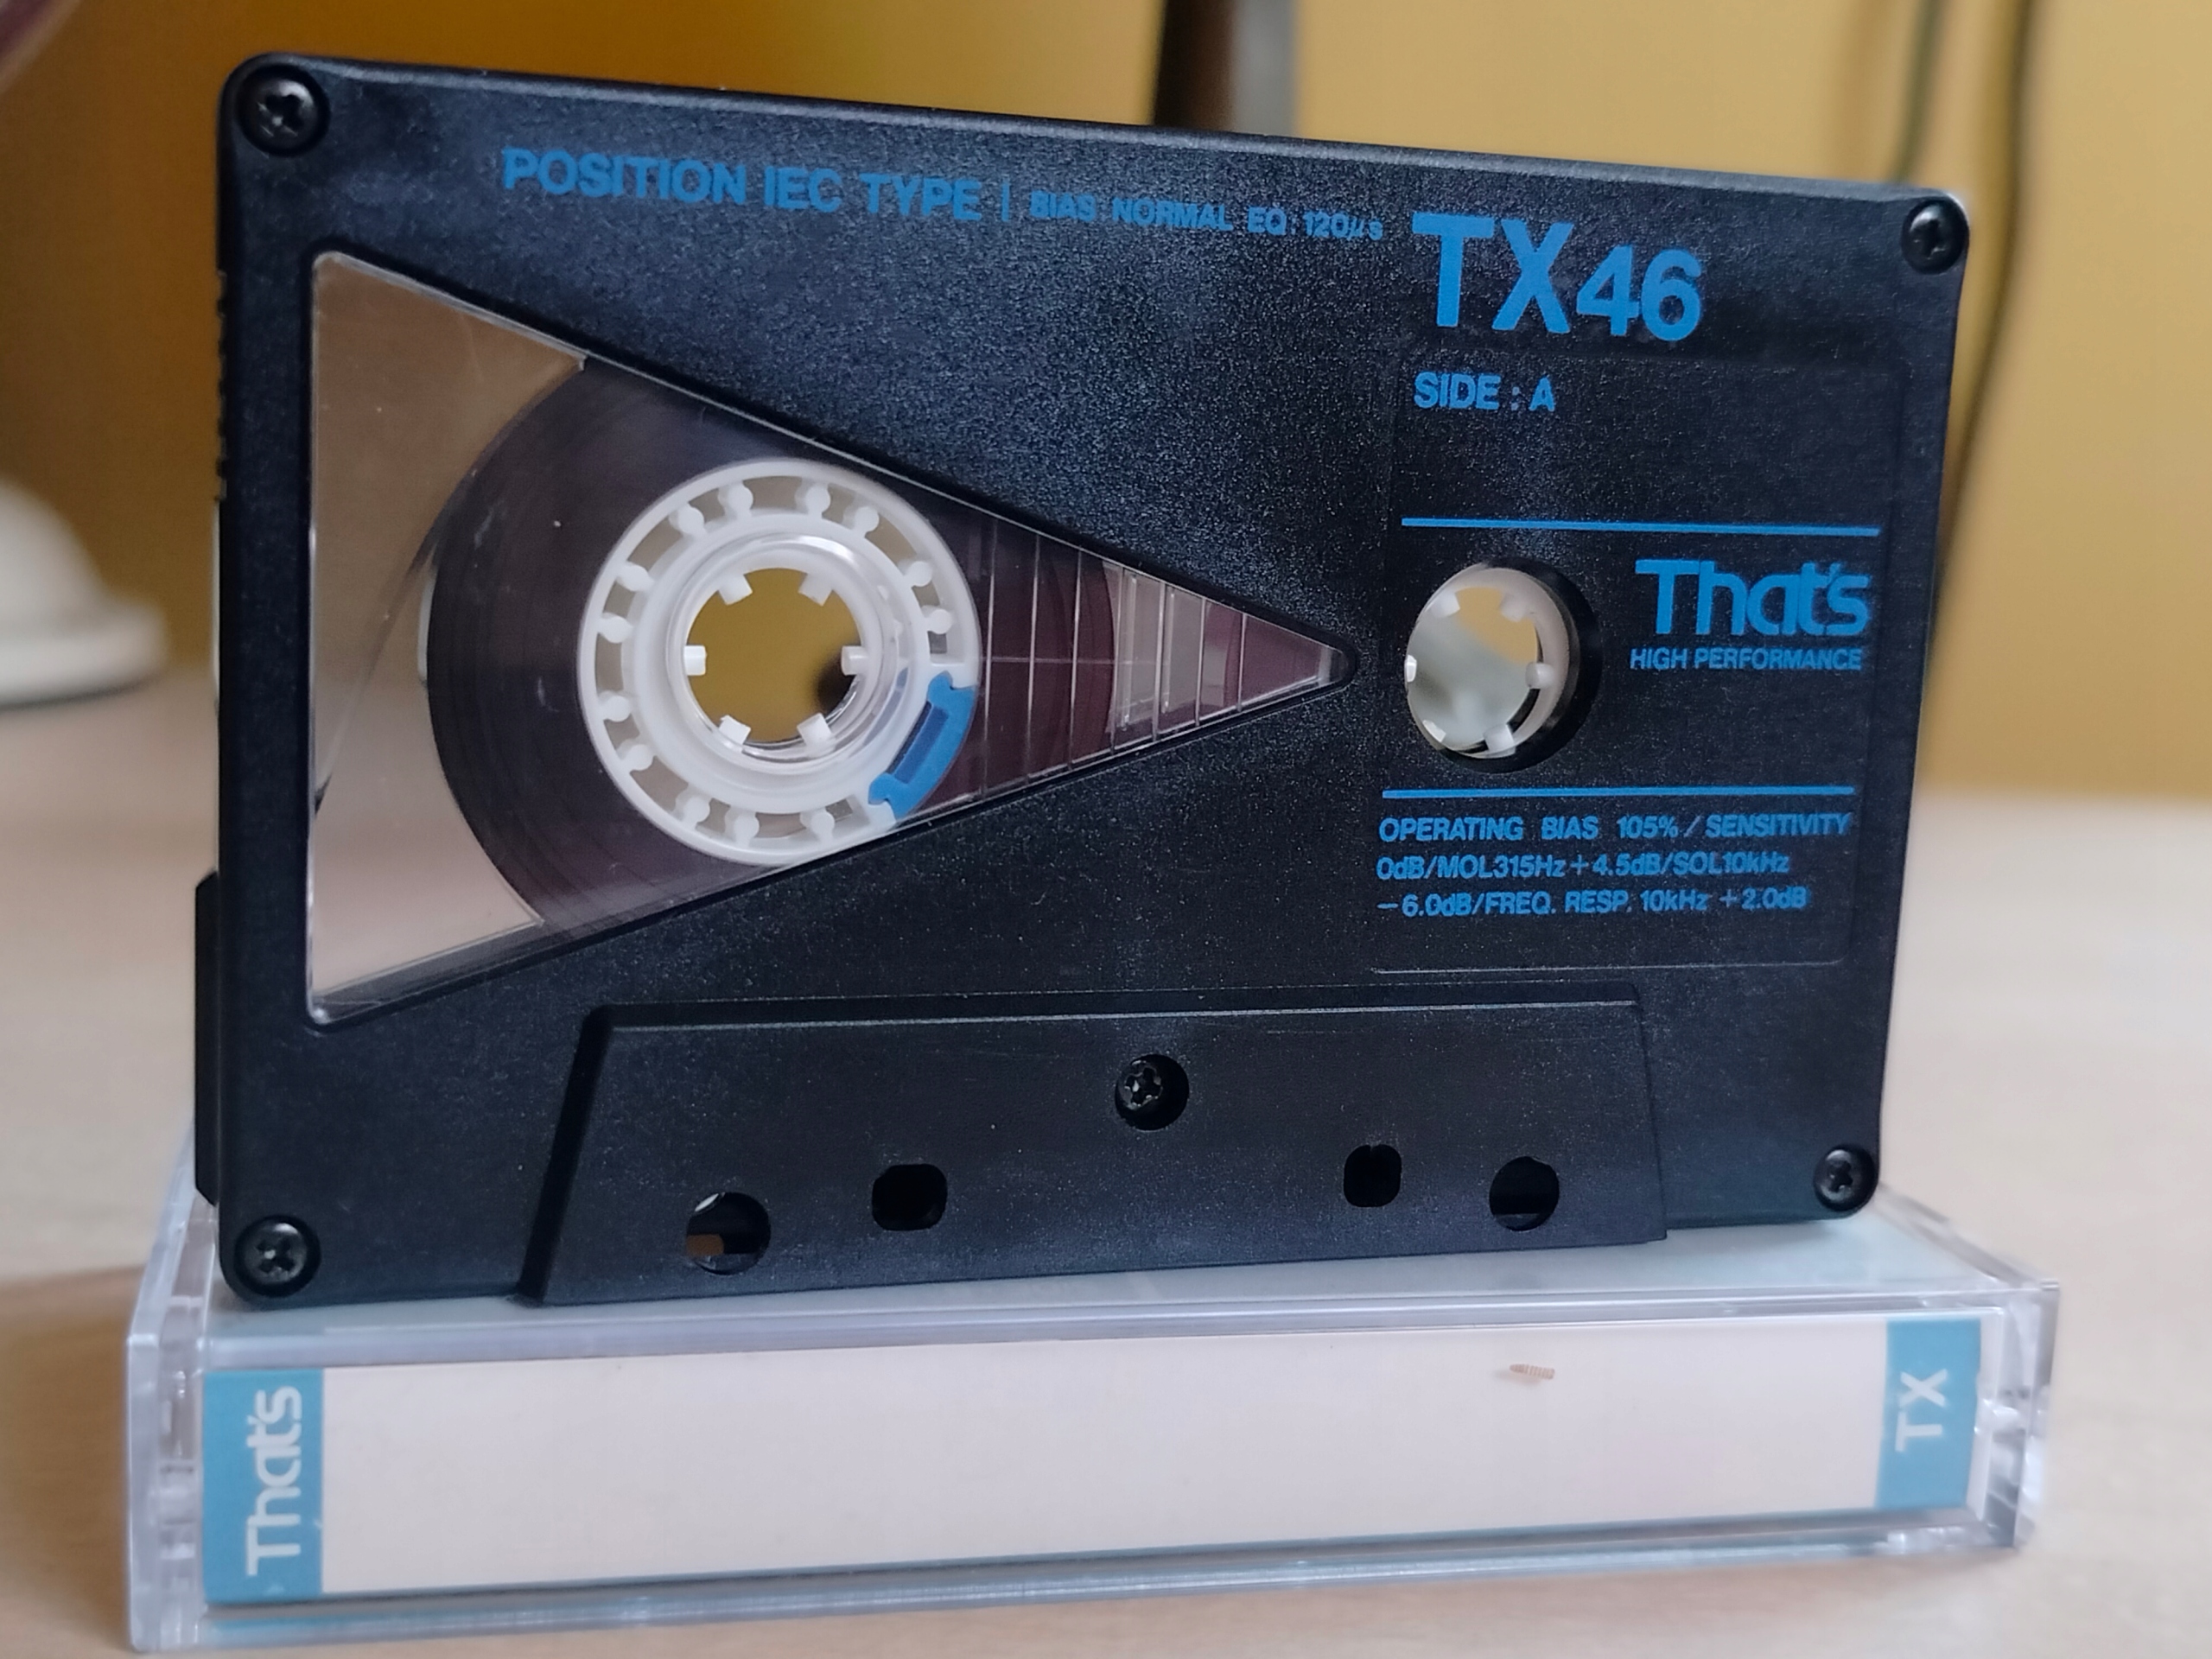 POSITION IEC TYPE I BIAS NORMAL EQ: 120μs
TX46
SIDE : A
That's
HIGH PERFORMANCE
OPERATING BIAS 105% / SENSITIVITY
0dB/MOL315Hz+4.5dB/SOL10kHz
−6.0dB/FREQ. RESP. 10kHz +2.0dB
That's
TX